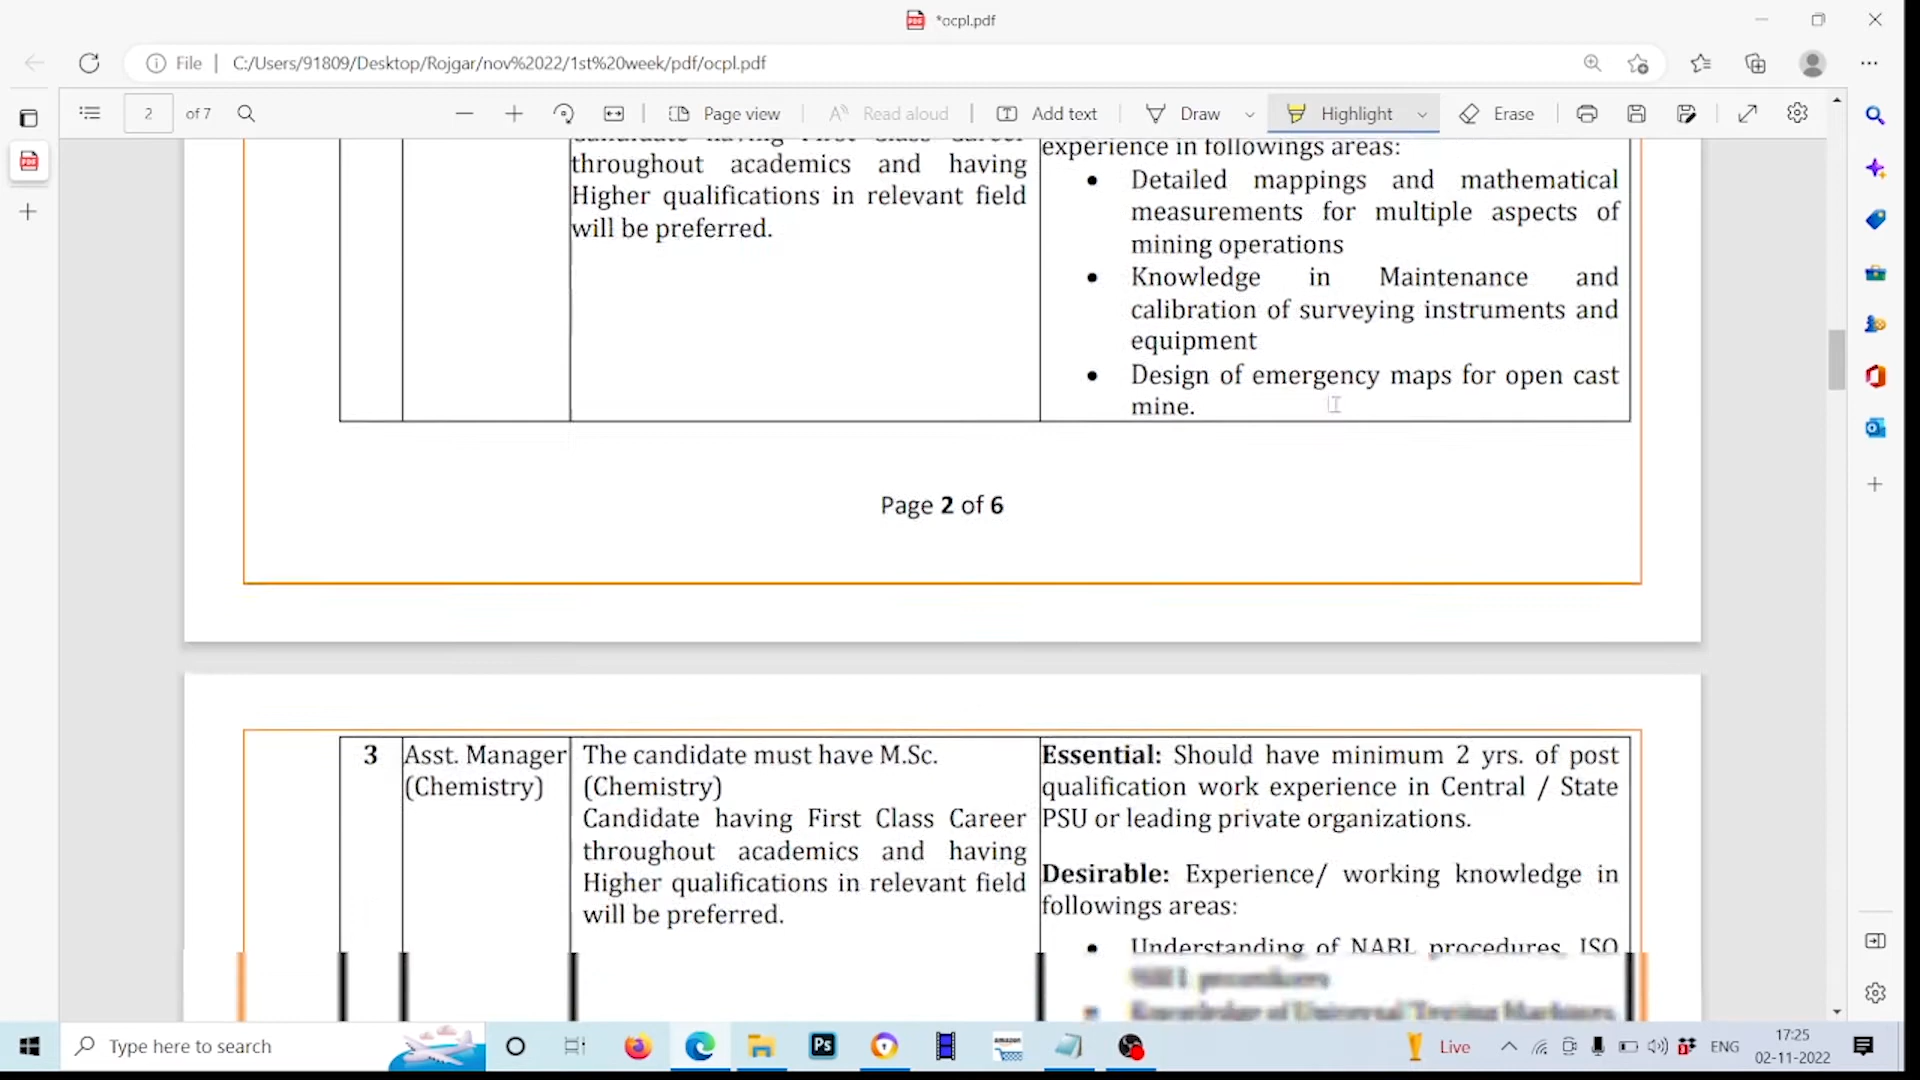 *ocpl.pdf
File
C:/Users/91809/Desktop/Rojgar/nov%2022/1st%20week/pdf/ocpl.pdf
2 of 7
Page view
Read aloud
Add text
Draw
Highlight
Erase
throughout academics and having
Higher qualifications in relevant field
will be preferred.
experience in followings areas:
• Detailed mappings and mathematical
measurements for multiple aspects of
mining operations
• Knowledge in Maintenance and
calibration of surveying instruments and
equipment
• Design of emergency maps for open cast
mine.
Page 2 of 6
3
Asst. Manager
(Chemistry)
The candidate must have M.Sc.
(Chemistry)
Candidate having First Class Career
throughout academics and having
Higher qualifications in relevant field
will be preferred.
Essential: Should have minimum 2 yrs. of post
qualification work experience in Central / State
PSU or leading private organizations.
Desirable: Experience/ working knowledge in
followings areas:
• Understanding of NABL procedures, ISO
Type here to search
Ps
amazon
Live
ENG
17:25
02-11-2022